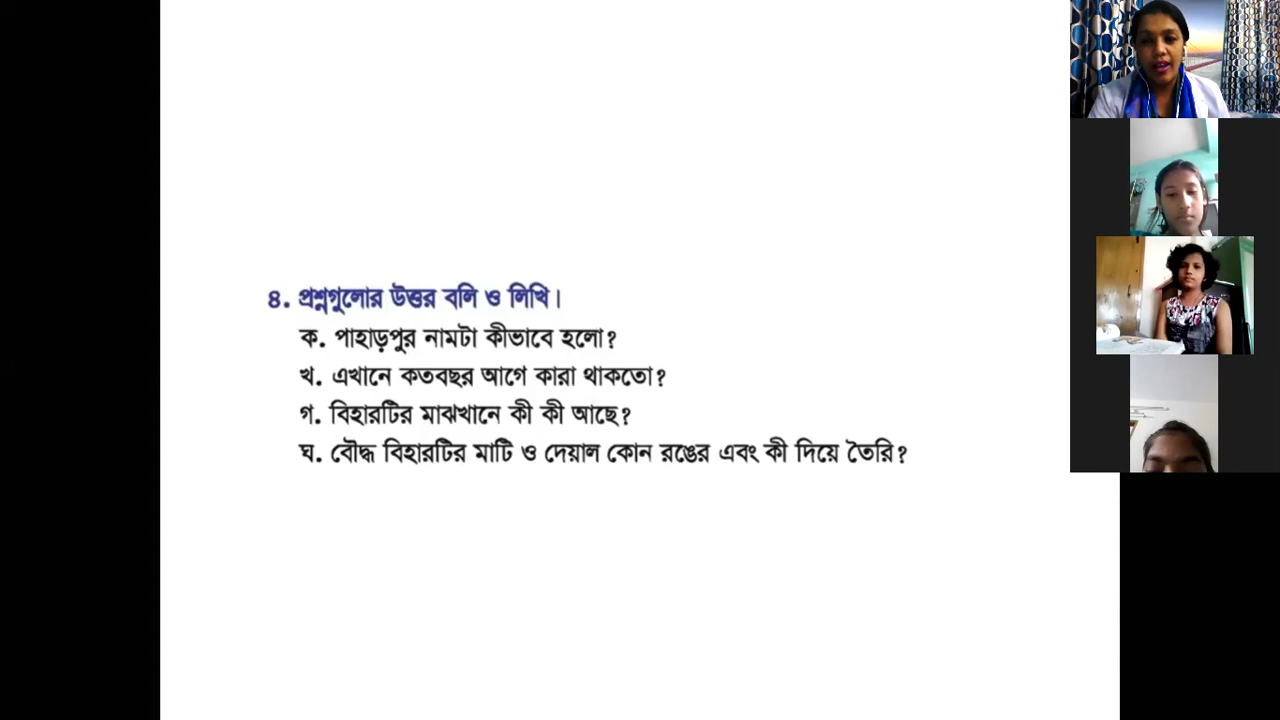 ৪. প্রশ্নগুলোর উত্তর বলি ও লিখি।
ক. পাহাড়পুর নামটা কীভাবে হলো?
খ. এখানে কতবছর আগে কারা থাকতো?
গ. বিহারটির মাঝখানে কী কী আছে?
ঘ. বৌদ্ধ বিহারটির মাটি ও দেয়াল কোন রঙের এবং কী দিয়ে তৈরি?